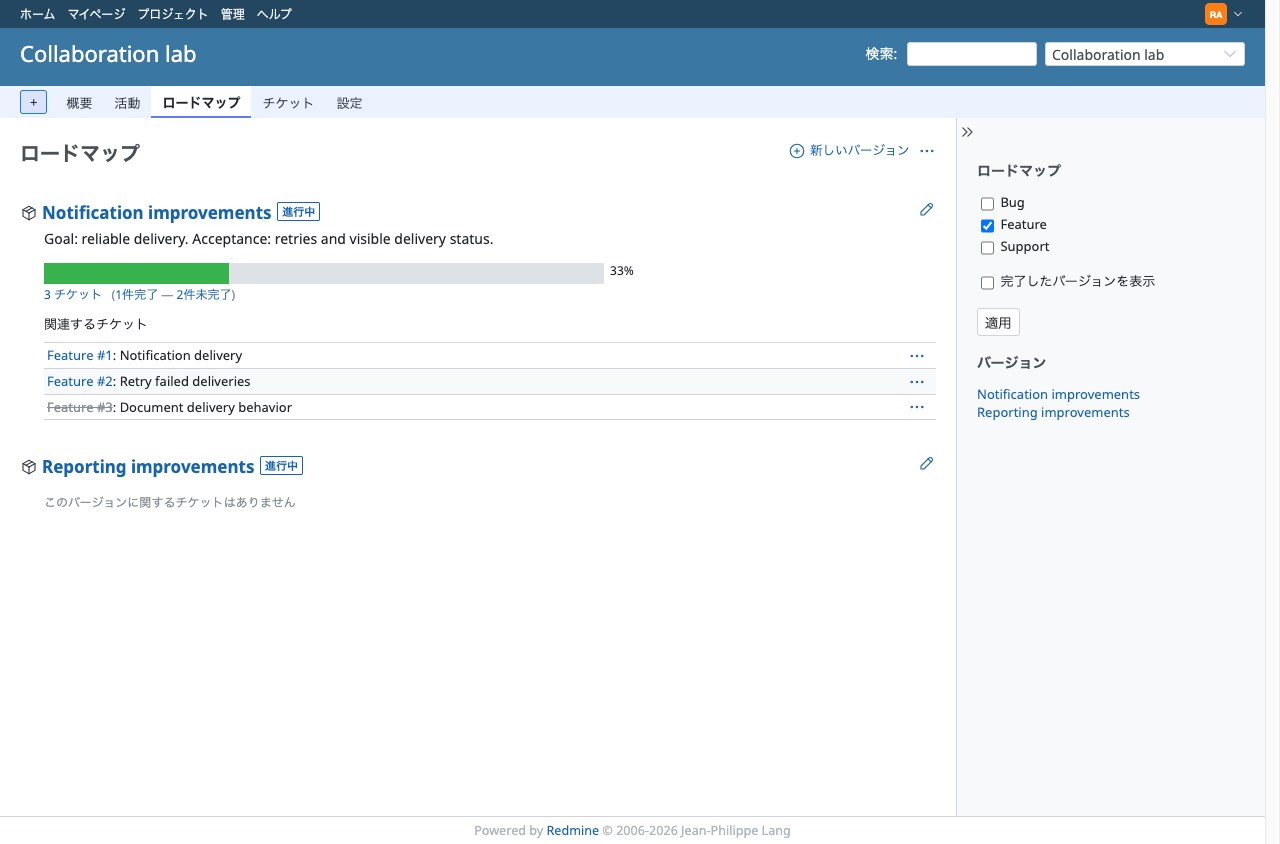 ホーム マイページ プロジェクト 管理 ヘルプ
RA
Collaboration lab
検索:
Collaboration lab
+ 概要 活動 ロードマップ チケット 設定
ロードマップ
新しいバージョン
Notification improvements 進行中
Goal: reliable delivery. Acceptance: retries and visible delivery status.
33%
3 チケット (1件完了 — 2件未完了)
関連するチケット
Feature #1: Notification delivery
Feature #2: Retry failed deliveries
Feature #3: Document delivery behavior
Reporting improvements 進行中
このバージョンに関するチケットはありません
ロードマップ
Bug
Feature
Support
完了したバージョンを表示
適用
バージョン
Notification improvements
Reporting improvements
Powered by Redmine © 2006-2026 Jean-Philippe Lang